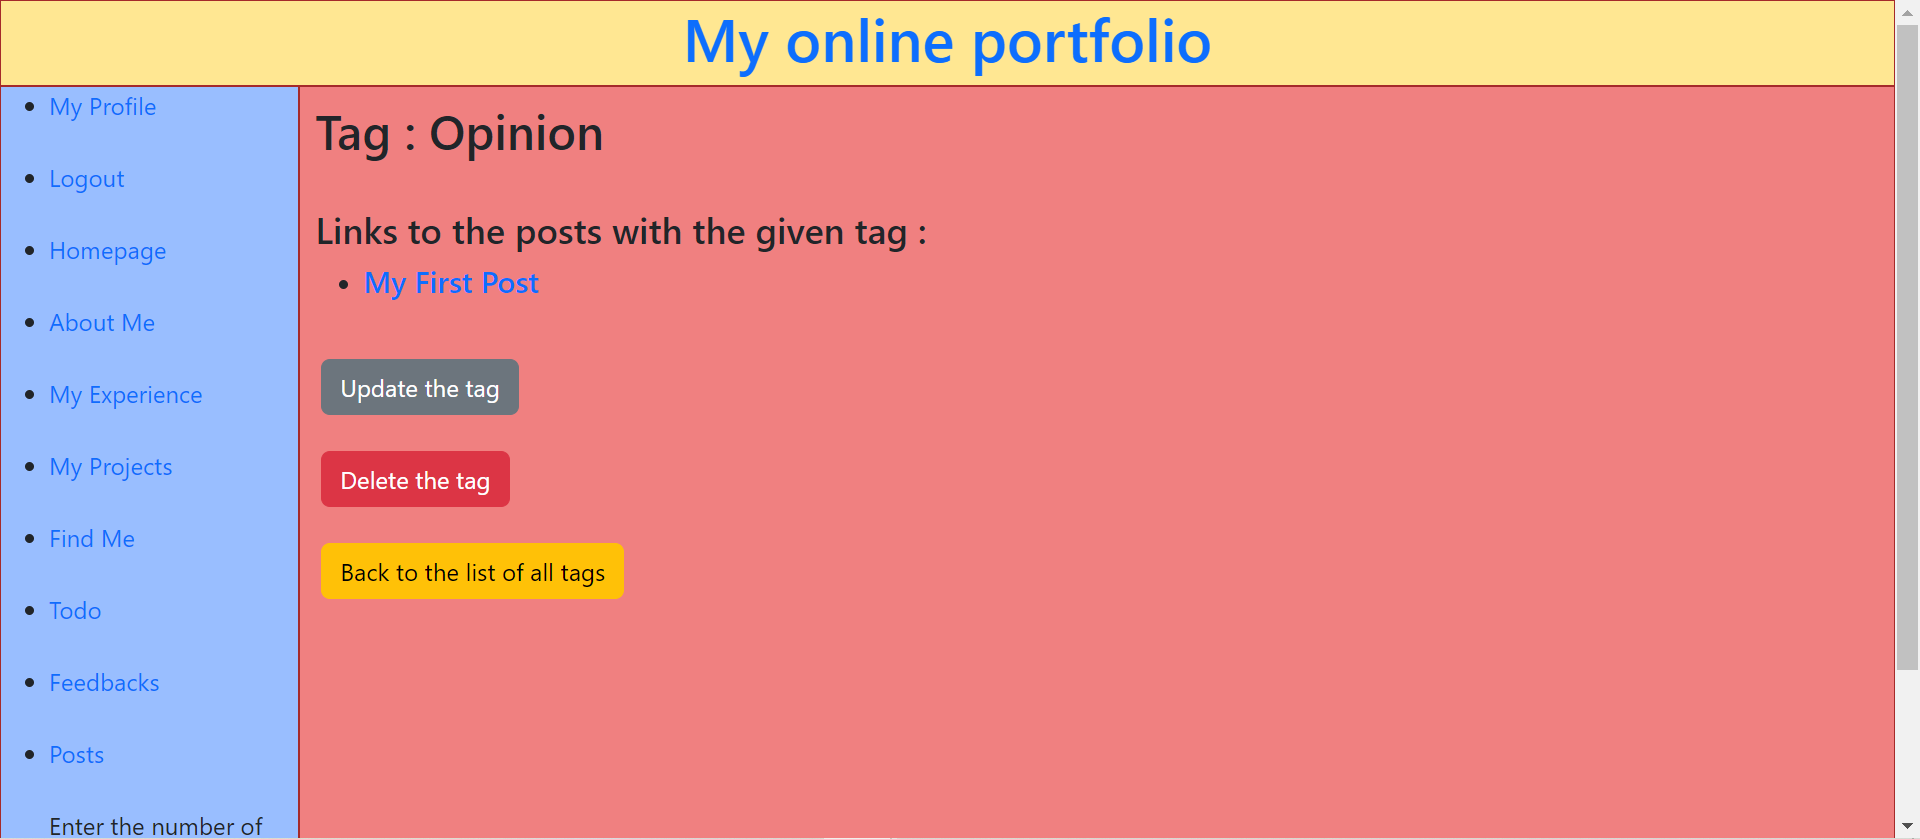 My online portfolio
My Profile
Logout
Homepage
About Me
My Experience
My Projects
Find Me
Todo
Feedbacks
Posts
Enter the number of
Tag : Opinion
Links to the posts with the given tag :
My First Post
Update the tag
Delete the tag
Back to the list of all tags